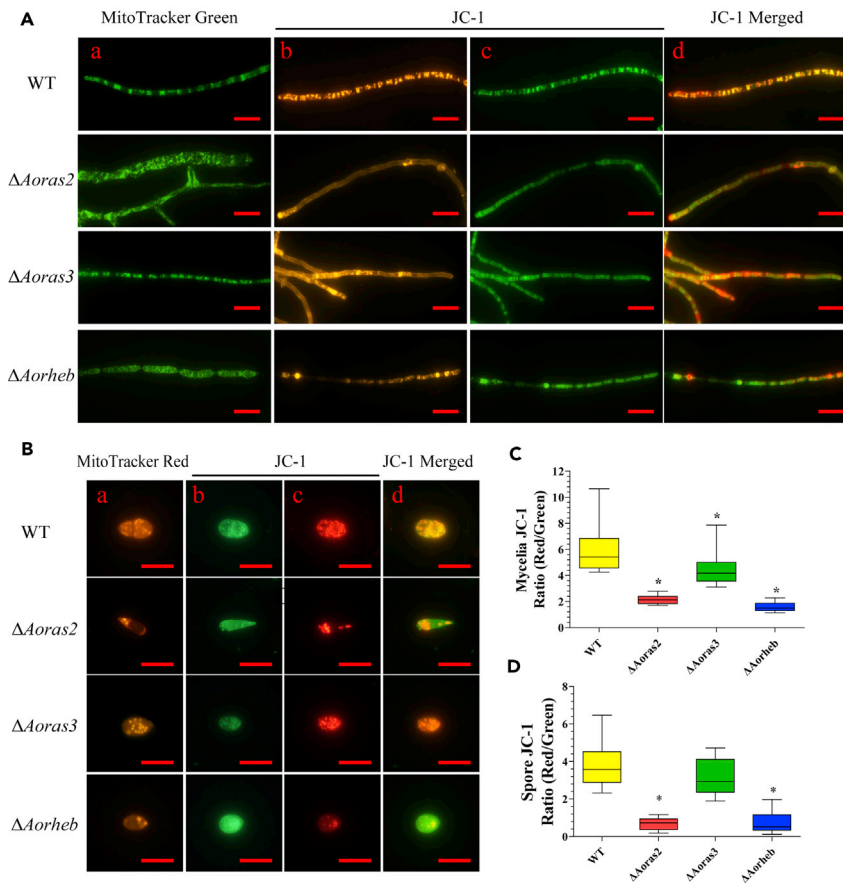 A
MitoTracker Green JC-1 JC-1 Merged
a b c d
WT
ΔAoras2
ΔAoras3
ΔAorheb
B
MitoTracker Red JC-1 JC-1 Merged
a b c d
WT
ΔAoras2
ΔAoras3
ΔAorheb
C
Mycelia JC-1
Ratio (Red/Green)
12
10
8
6
4
2
0
*
*
*
WT ΔAoras2 ΔAoras3 ΔAorheb
D
Spore JC-1
Ratio (Red/Green)
8
6
4
2
0
*
*
WT ΔAoras2 ΔAoras3 ΔAorheb